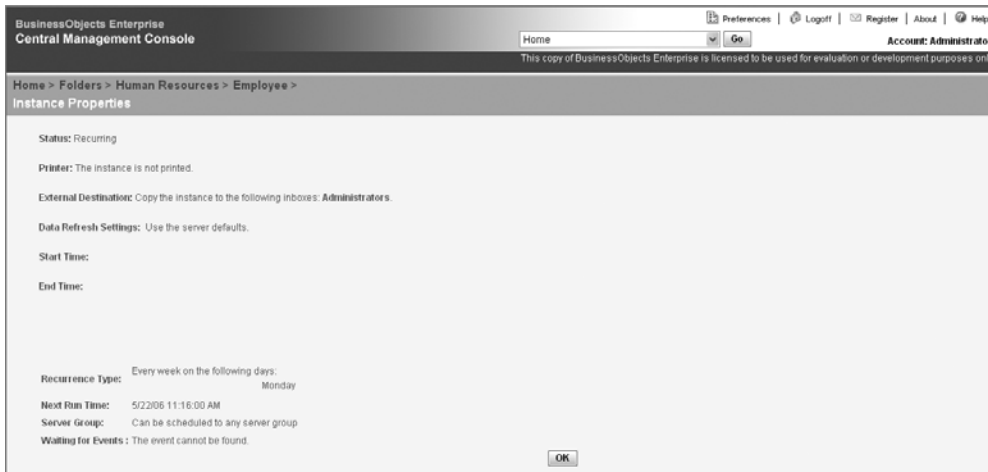 BusinessObjects Enterprise
Central Management Console
Preferences | Logoff | Register | About | Help
Home Go
Account: Administrato
This copy of BusinessObjects Enterprise is licensed to be used for evaluation or development purposes onl
Home > Folders > Human Resources > Employee >
Instance Properties
Status: Recurring
Printer: The instance is not printed.
External Destination: Copy the instance to the following inboxes: Administrators.
Data Refresh Settings: Use the server defaults.
Start Time:
End Time:
Recurrence Type: Every week on the following days:
Monday
Next Run Time: 5/22/06 11:16:00 AM
Server Group: Can be scheduled to any server group
Waiting for Events : The event cannot be found.
OK